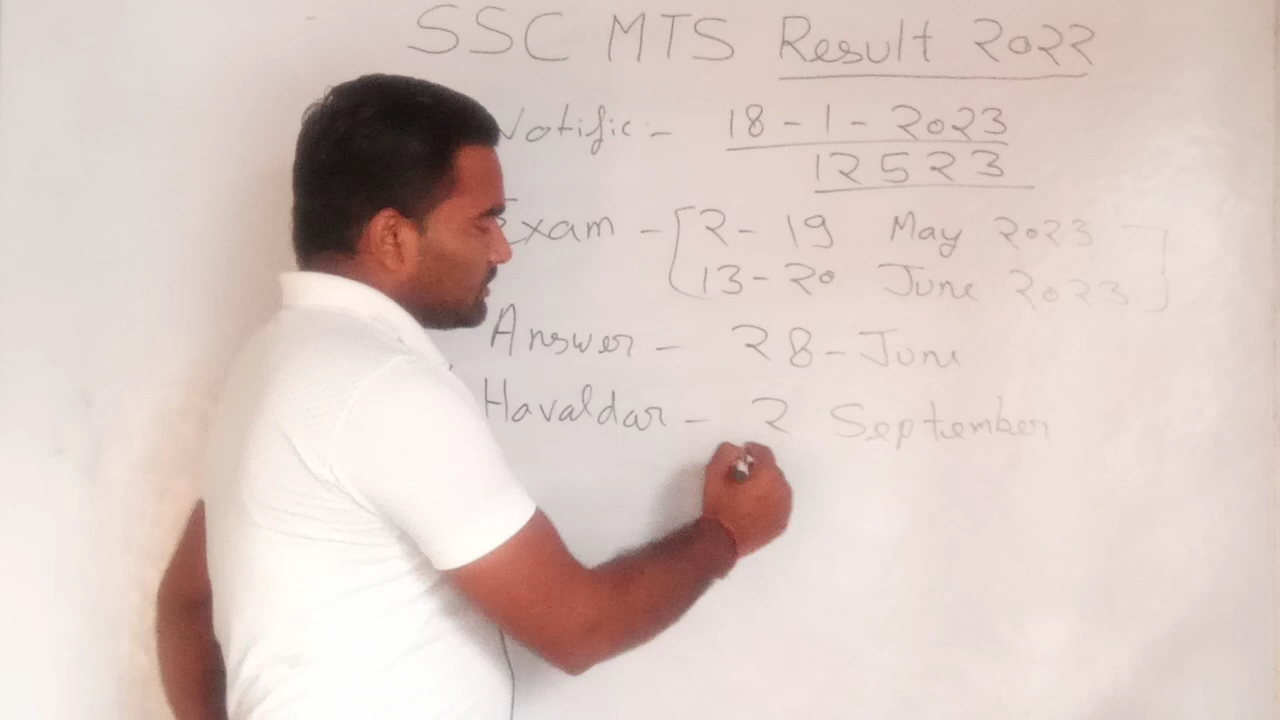 SSC MTS Result 2022
Notific :- 18-1-2023
12523
Exam - [2-19 May 2023
13-20 June 2023]
Answer - 28-June
Havaldar - 2 September